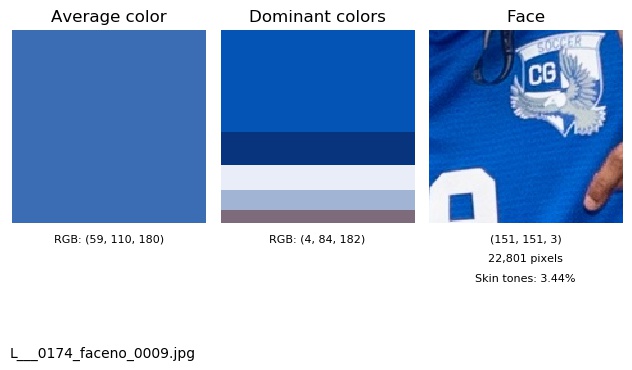 Average color
Dominant colors
Face
SOCCER
CG
RGB: (59, 110, 180)
RGB: (4, 84, 182)
(151, 151, 3)
22,801 pixels
Skin tones: 3.44%
L___0174_faceno_0009.jpg